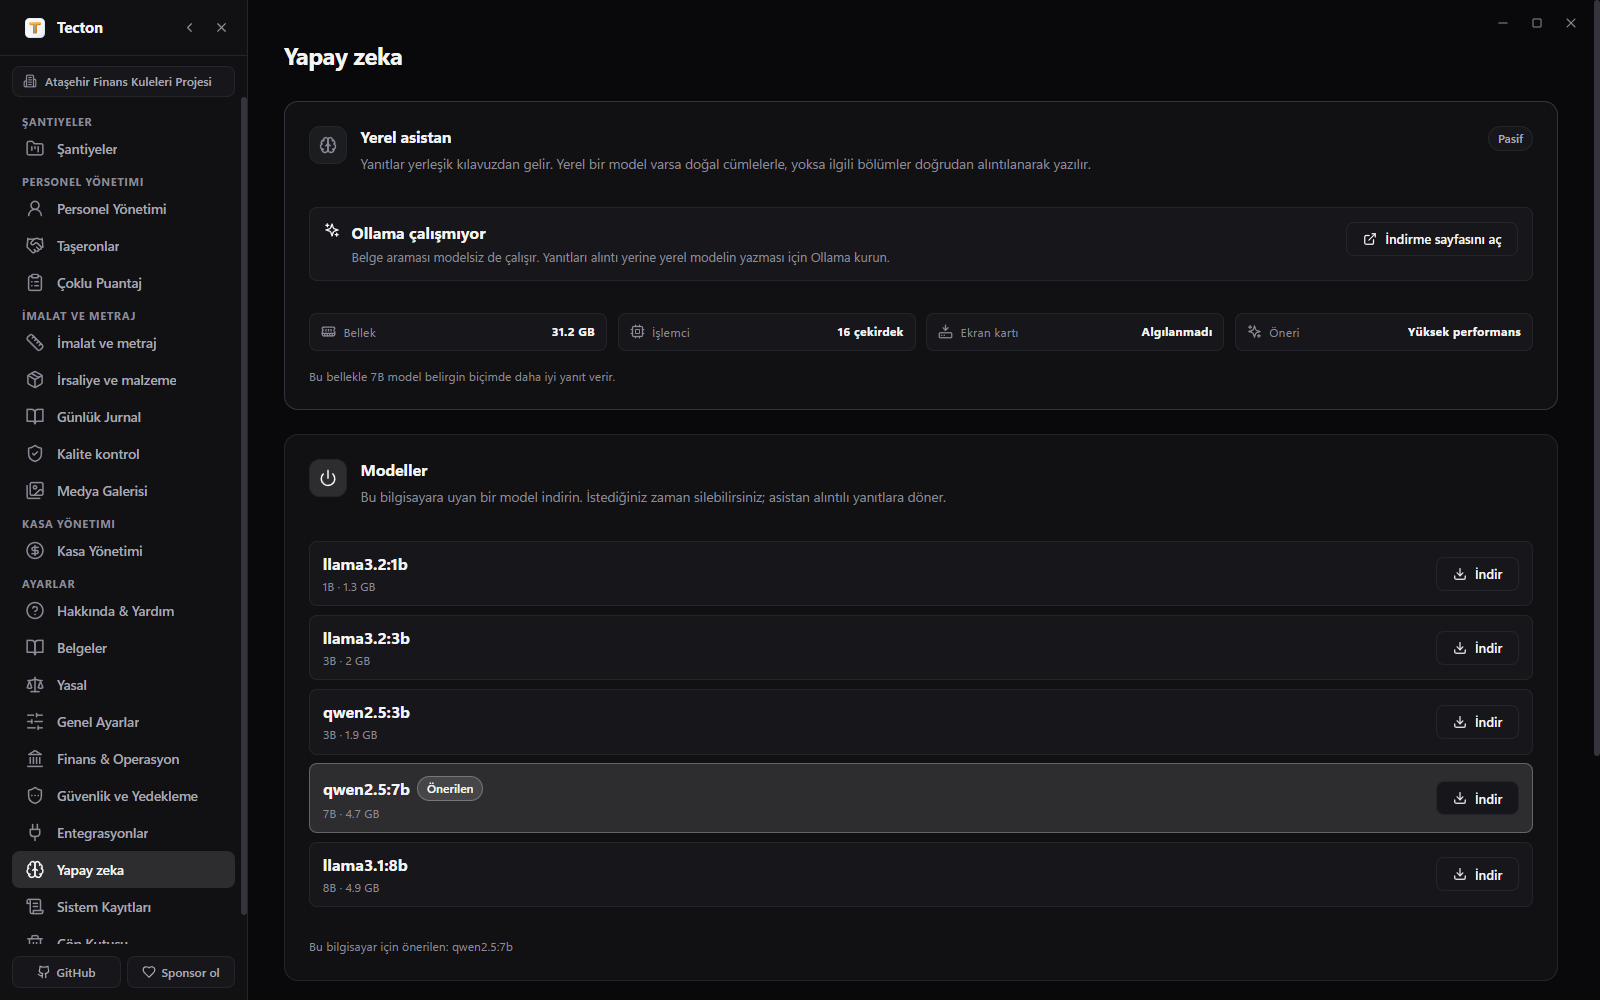 Tecton
Ataşehir Finans Kuleleri Projesi
ŞANTIYELER
Şantiyeler
PERSONEL YÖNETIMI
Personel Yönetimi
Taşeronlar
Çoklu Puantaj
İMALAT VE METRAJ
İmalat ve metraj
İrsaliye ve malzeme
Günlük Jurnal
Kalite kontrol
Medya Galerisi
KASA YÖNETIMI
Kasa Yönetimi
AYARLAR
Hakkında & Yardım
Belgeler
Yasal
Genel Ayarlar
Finans & Operasyon
Güvenlik ve Yedekleme
Entegrasyonlar
Yapay zeka
Sistem Kayıtları
Çöp Kutusu
GitHub
Sponsor ol
Yapay zeka
Yerel asistan
Pasif
Yanıtlar yerleşik kılavuzdan gelir. Yerel bir model varsa doğal cümlelerle, yoksa ilgili bölümler doğrudan alıntılanarak yazılır.
Ollama çalışmıyor
Belge araması modelsiz de çalışır. Yanıtları alıntı yerine yerel modelin yazması için Ollama kurun.
İndirme sayfasını aç
Bellek 31.2 GB
İşlemci 16 çekirdek
Ekran kartı Algılanmadı
Öneri Yüksek performans
Bu bellekle 7B model belirgin biçimde daha iyi yanıt verir.
Modeller
Bu bilgisayara uyan bir model indirin. İstediğiniz zaman silebilirsiniz; asistan alıntılı yanıtlara döner.
llama3.2:1b
1B · 1.3 GB
İndir
llama3.2:3b
3B · 2 GB
İndir
qwen2.5:3b
3B · 1.9 GB
İndir
qwen2.5:7b Önerilen
7B · 4.7 GB
İndir
llama3.1:8b
8B · 4.9 GB
İndir
Bu bilgisayar için önerilen: qwen2.5:7b